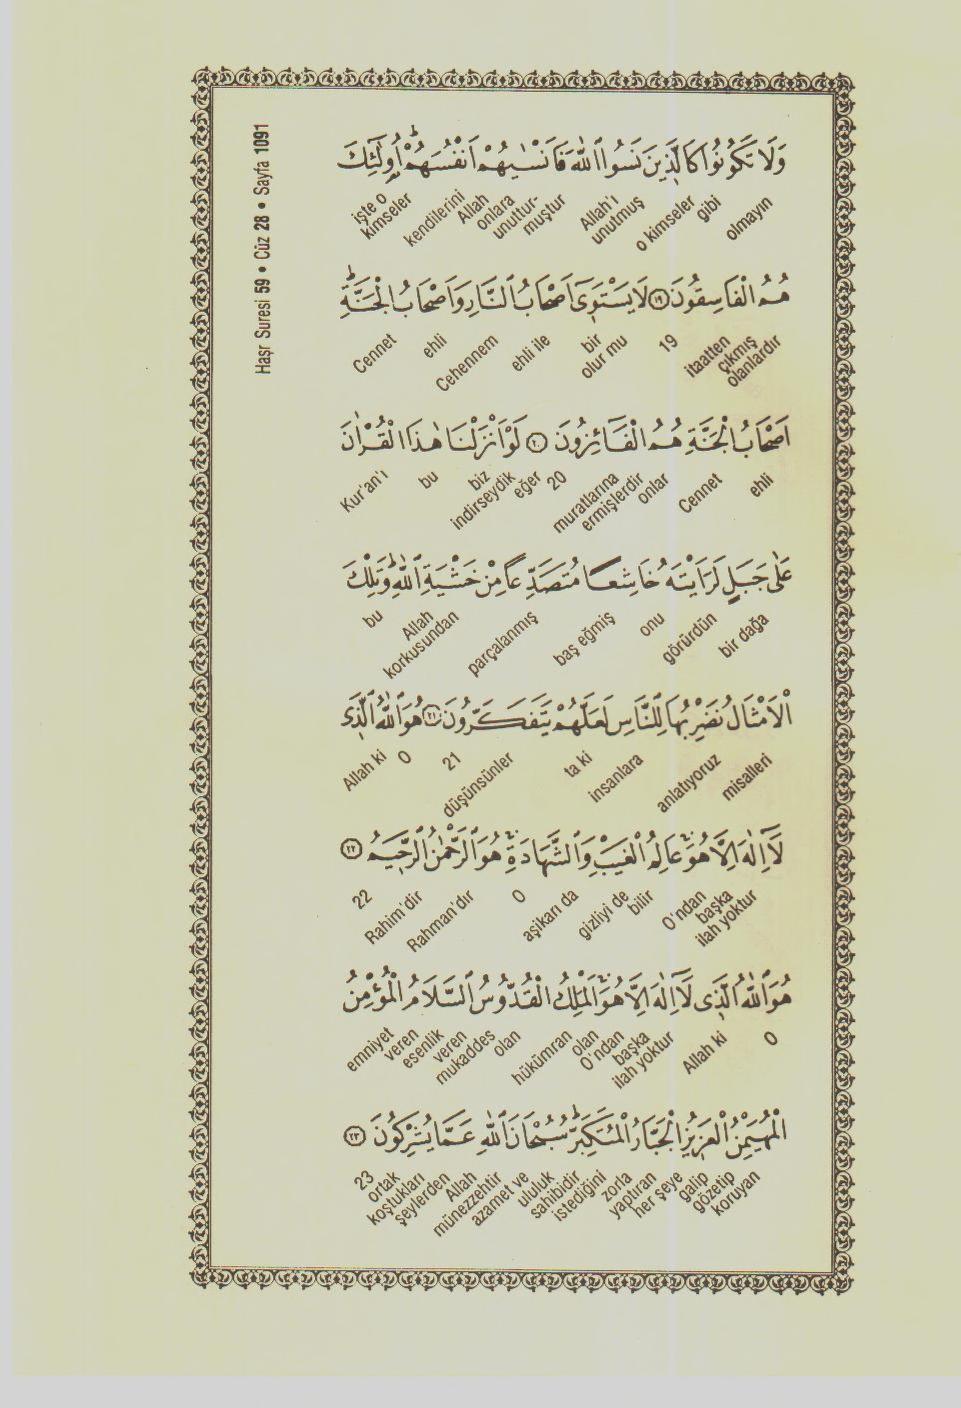 Haşr Suresi 59 • Cüz 28 • Sayfa 1091
وَلَا تَكُونُوا كَالَّذِينَ نَسُوا اللّٰهَ فَاَنْسٰيهُمْ اَنْفُسَهُمْ اُو۬لٰٓئِكَ
olmayın gibi o kimseler Allah'ı unutmuş onlara unuttur-muştur Allah kendilerini işte o kimseler
هُمُ الْفَاسِقُونَ ﴿١٩﴾ لَا يَسْتَوِٓى اَصْحَابُ النَّارِ وَاَصْحَابُ الْجَنَّةِ
itaatten çıkmış olanlardır 19 bir olur mu ehli ile Cehennem ehli Cennet
اَصْحَابُ الْجَنَّةِ هُمُ الْفَٓائِزُونَ ﴿٢٠﴾ لَوْ اَنْزَلْنَا هٰذَا الْقُرْاٰنَ
ehli Cennet onlar muratlarına ermişlerdir 20 eğer biz indirseydik bu Kur'an'ı
عَلٰى جَبَلٍ لَرَاَيْتَهُ خَاشِعًا مُتَصَدِّعًا مِنْ خَشْيَةِ اللّٰهِ وَتِلْكَ
bir dağa görürdün onu baş eğmiş parçalanmış Allah korkusundan bu
الْاَمْثَالُ نَضْرِبُهَا لِلنَّاسِ لَعَلَّهُمْ يَتَفَكَّرُونَ ﴿٢١﴾ هُوَ اللّٰهُ الَّذِى
misalleri anlatıyoruz insanlara ta ki düşünsünler 21 O Allah ki
لَٓا اِلٰهَ اِلَّا هُوَ عَالِمُ الْغَيْبِ وَالشَّهَادَةِ هُوَ الرَّحْمٰنُ الرَّحِيمُ ﴿٢٢﴾
O'ndan başka ilah yoktur bilir gizliyi de aşikarı da O Rahman'dır Rahim'dir 22
هُوَ اللّٰهُ الَّذِى لَٓا اِلٰهَ اِلَّا هُوَ اَلْمَلِكُ الْقُدُّوسُ السَّلَامُ الْمُؤْمِنُ
O Allah ki O'ndan başka ilah yoktur hükümran olan mukaddes olan esenlik veren emniyet veren
الْمُهَيْمِنُ الْعَزِيزُ الْجَبَّارُ الْمُتَكَبِّرُ سُبْحَانَ اللّٰهِ عَمَّا يُشْرِكُونَ ﴿٢٣﴾
gözetip koruyan her şeye galip istediğini zorla yaptıran azamet ve ululuk sahibidir münezzehtir Allah ortak koştukları şeylerden 23